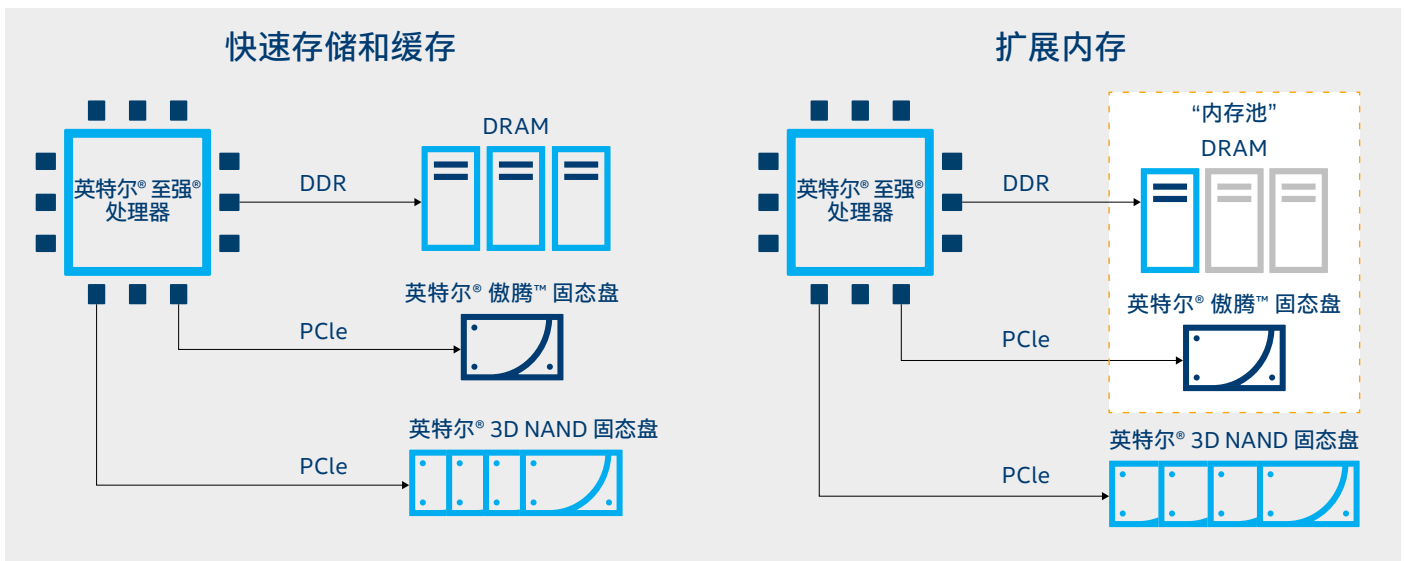 快速存储和缓存
英特尔® 至强®
处理器
DDR
DRAM
英特尔® 傲腾™ 固态盘
PCle
英特尔® 3D NAND 固态盘
PCle
扩展内存
英特尔® 至强®
处理器
DDR
“内存池”
DRAM
英特尔® 傲腾™ 固态盘
PCle
英特尔® 3D NAND 固态盘
PCle